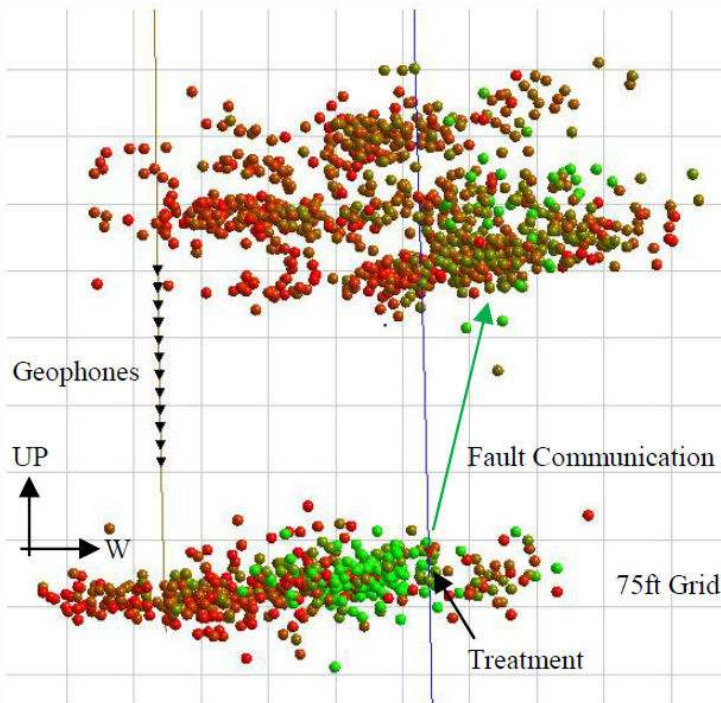 Geophones
UP
Fault Communication
W
75ft Grid
Treatment